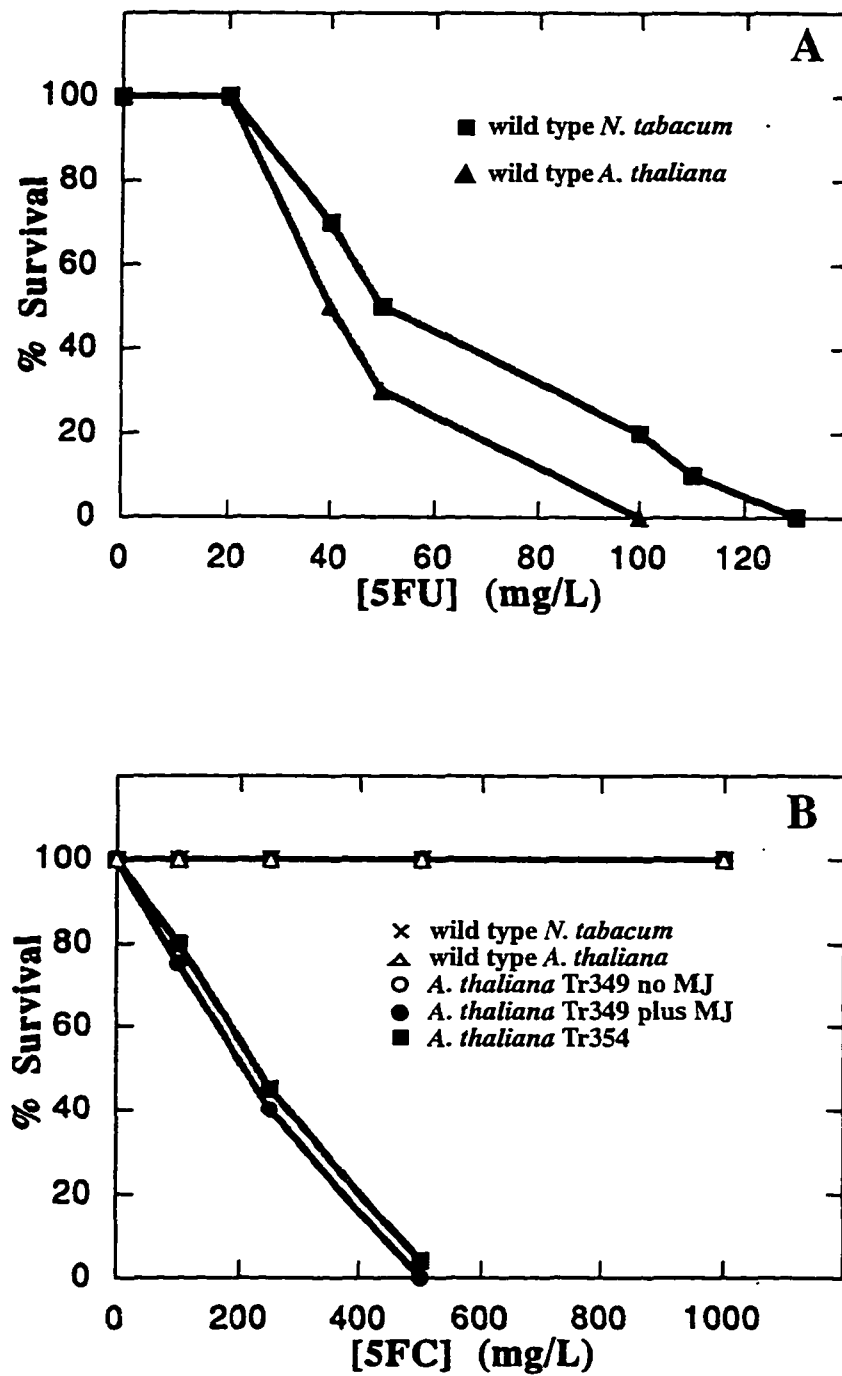 A
100
80
60
40
20
0
% Survival
■ wild type N. tabacum
▲ wild type A. thaliana
0 20 40 60 80 100 120
[5FU] (mg/L)
B
100
80
60
40
20
0
% Survival
× wild type N. tabacum
△ wild type A. thaliana
○ A. thaliana Tr349 no MJ
● A. thaliana Tr349 plus MJ
■ A. thaliana Tr354
0 200 400 600 800 1000
[5FC] (mg/L)